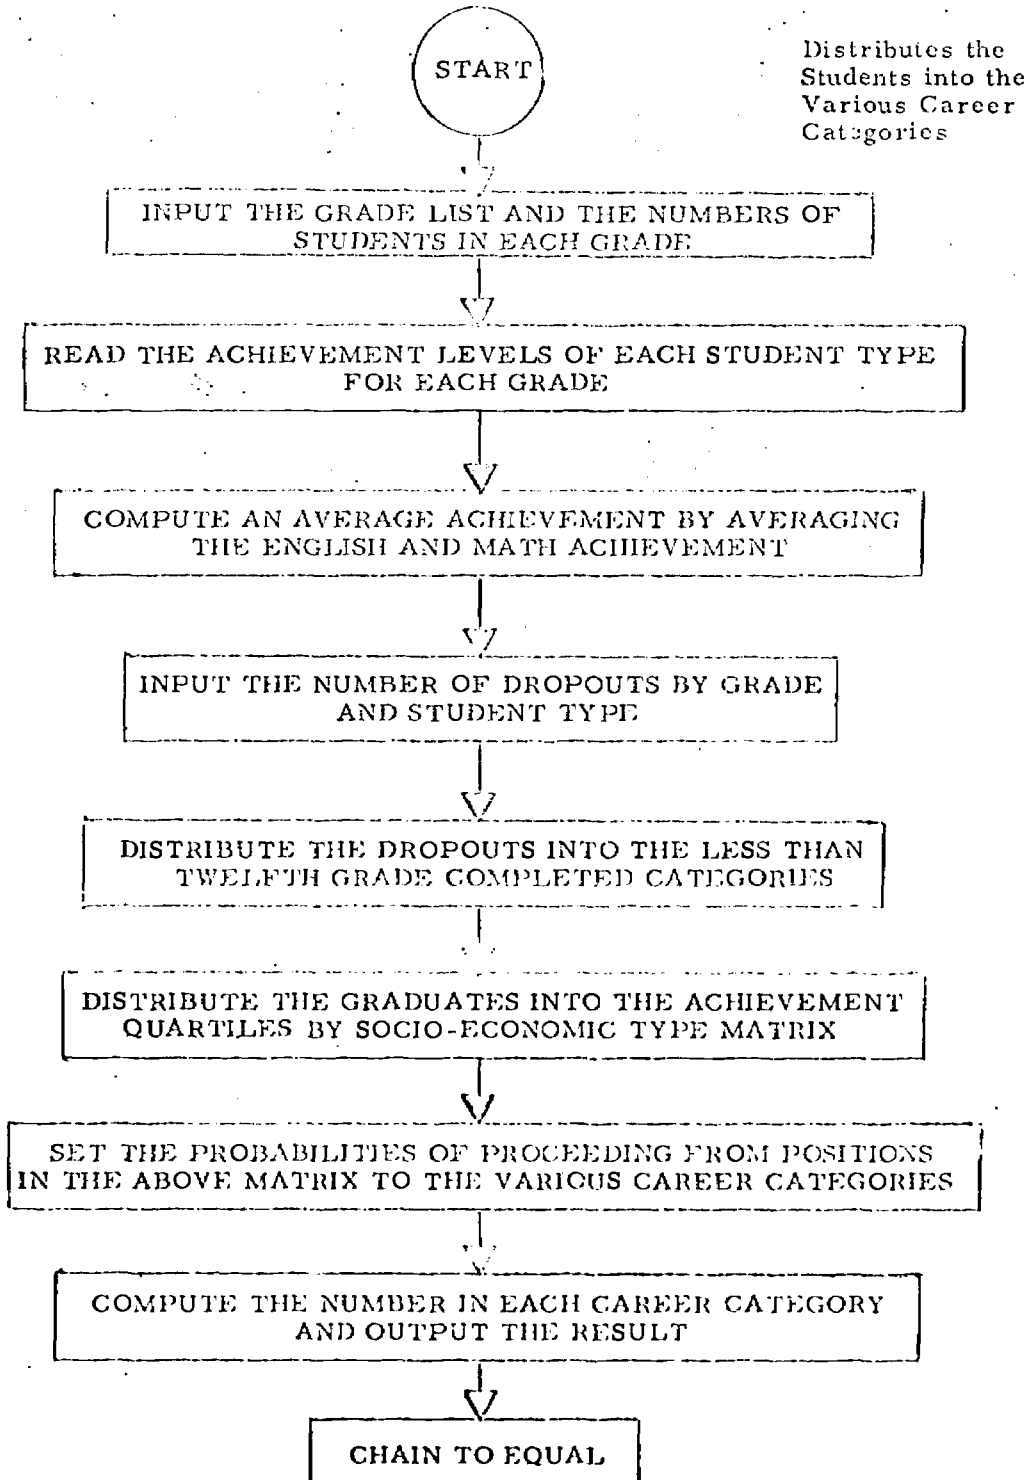 START
Distributes the
Students into the
Various Career
Categories
INPUT THE GRADE LIST AND THE NUMBERS OF
STUDENTS IN EACH GRADE
READ THE ACHIEVEMENT LEVELS OF EACH STUDENT TYPE
FOR EACH GRADE
COMPUTE AN AVERAGE ACHIEVEMENT BY AVERAGING
THE ENGLISH AND MATH ACHIEVEMENT
INPUT THE NUMBER OF DROPOUTS BY GRADE
AND STUDENT TYPE
DISTRIBUTE THE DROPOUTS INTO THE LESS THAN
TWELFTH GRADE COMPLETED CATEGORIES
DISTRIBUTE THE GRADUATES INTO THE ACHIEVEMENT
QUARTILES BY SOCIO-ECONOMIC TYPE MATRIX
SET THE PROBABILITIES OF PROCEEDING FROM POSITIONS
IN THE ABOVE MATRIX TO THE VARIOUS CAREER CATEGORIES
COMPUTE THE NUMBER IN EACH CAREER CATEGORY
AND OUTPUT THE RESULT
CHAIN TO EQUAL